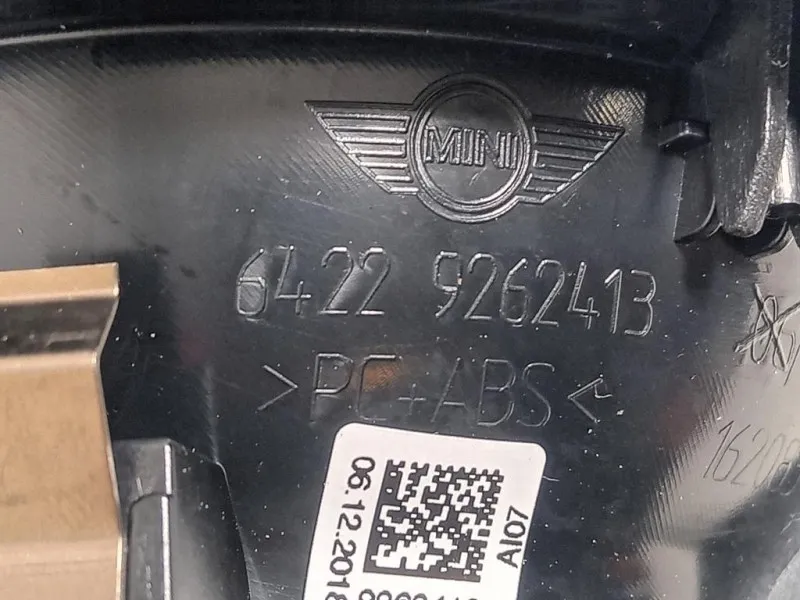 MINI
6422 9262413
>PC+ABS<
06.12.2018
AI07